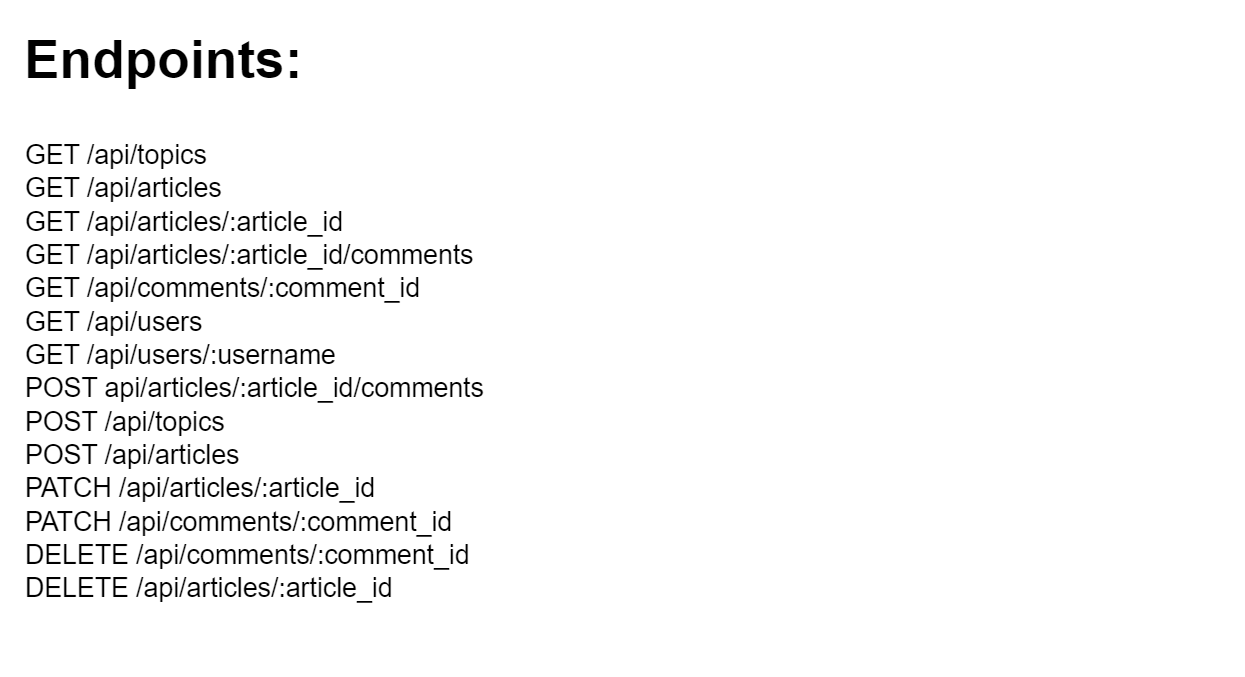 Endpoints:
GET /api/topics
GET /api/articles
GET /api/articles/:article_id
GET /api/articles/:article_id/comments
GET /api/comments/:comment_id
GET /api/users
GET /api/users/:username
POST api/articles/:article_id/comments
POST /api/topics
POST /api/articles
PATCH /api/articles/:article_id
PATCH /api/comments/:comment_id
DELETE /api/comments/:comment_id
DELETE /api/articles/:article_id